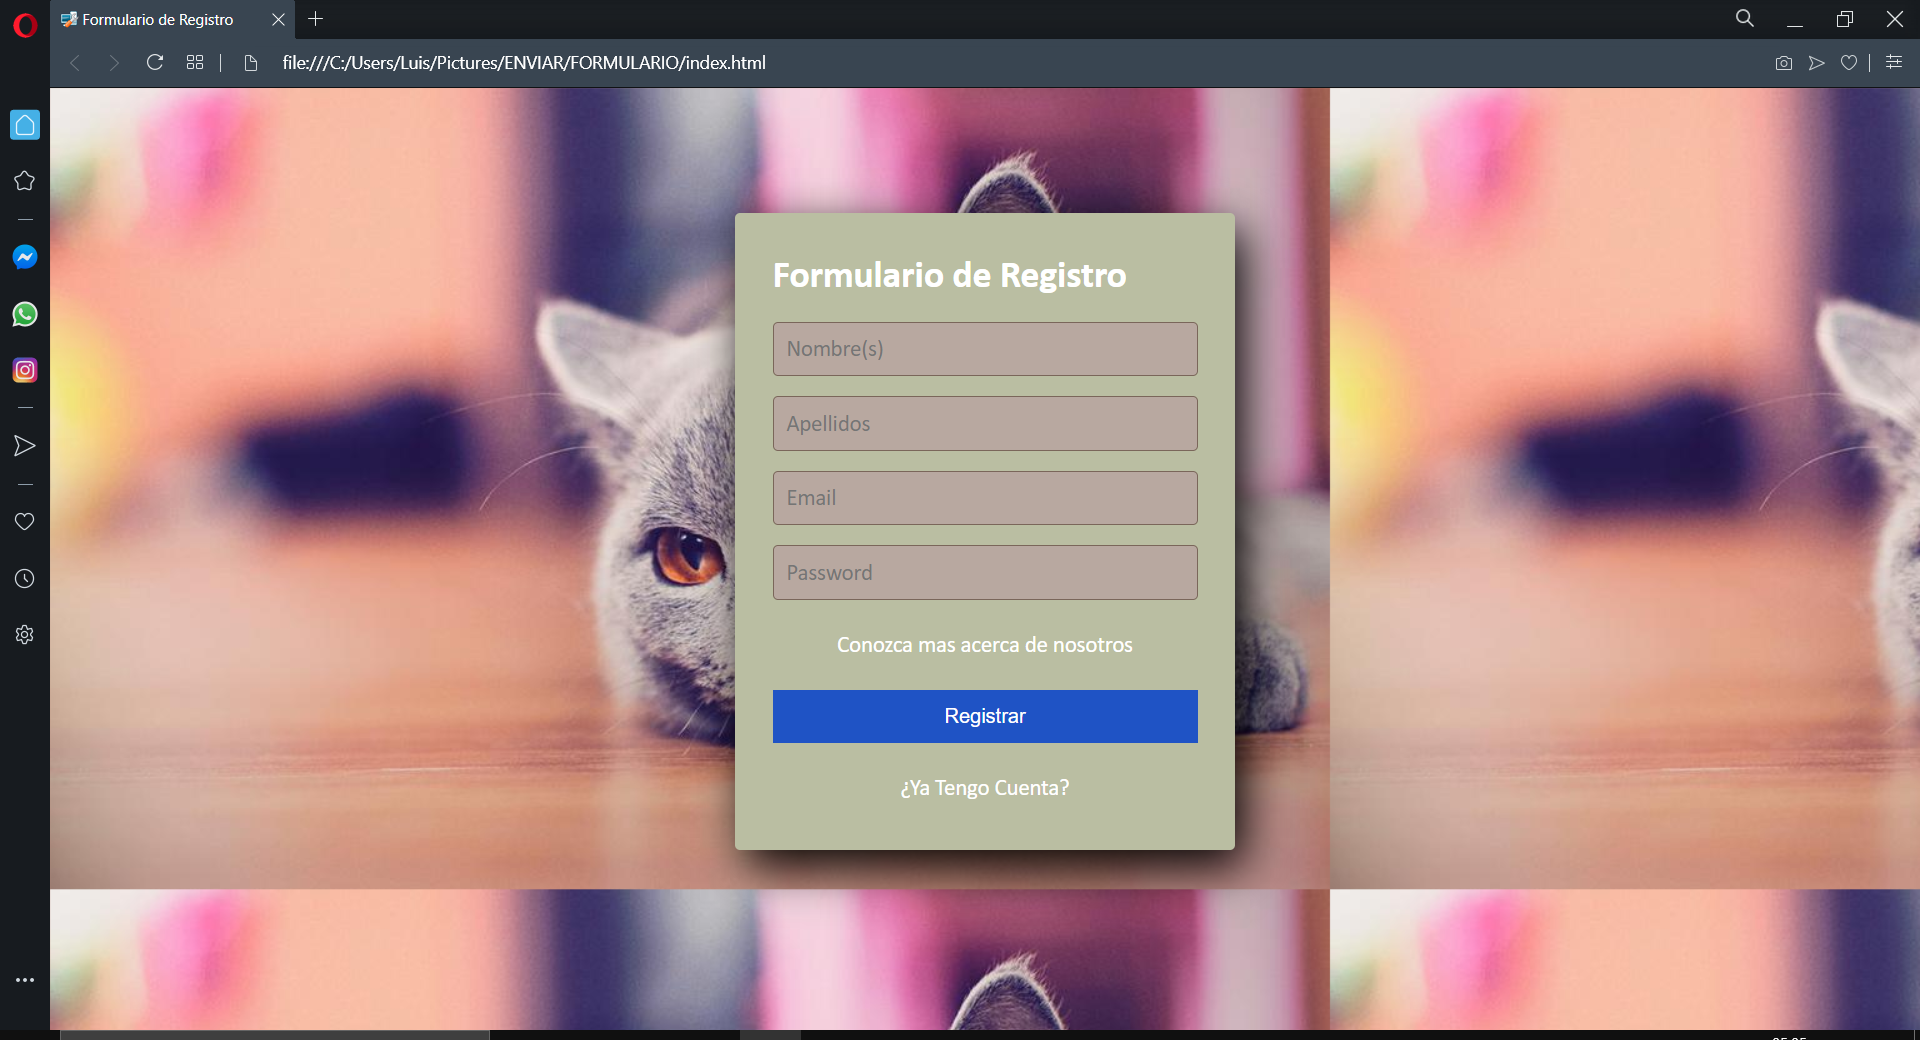 Formulario de Registro
file:///C:/Users/Luis/Pictures/ENVIAR/FORMULARIO/index.html
Formulario de Registro
Nombre(s)
Apellidos
Email
Password
Conozca mas acerca de nosotros
Registrar
¿Ya Tengo Cuenta?